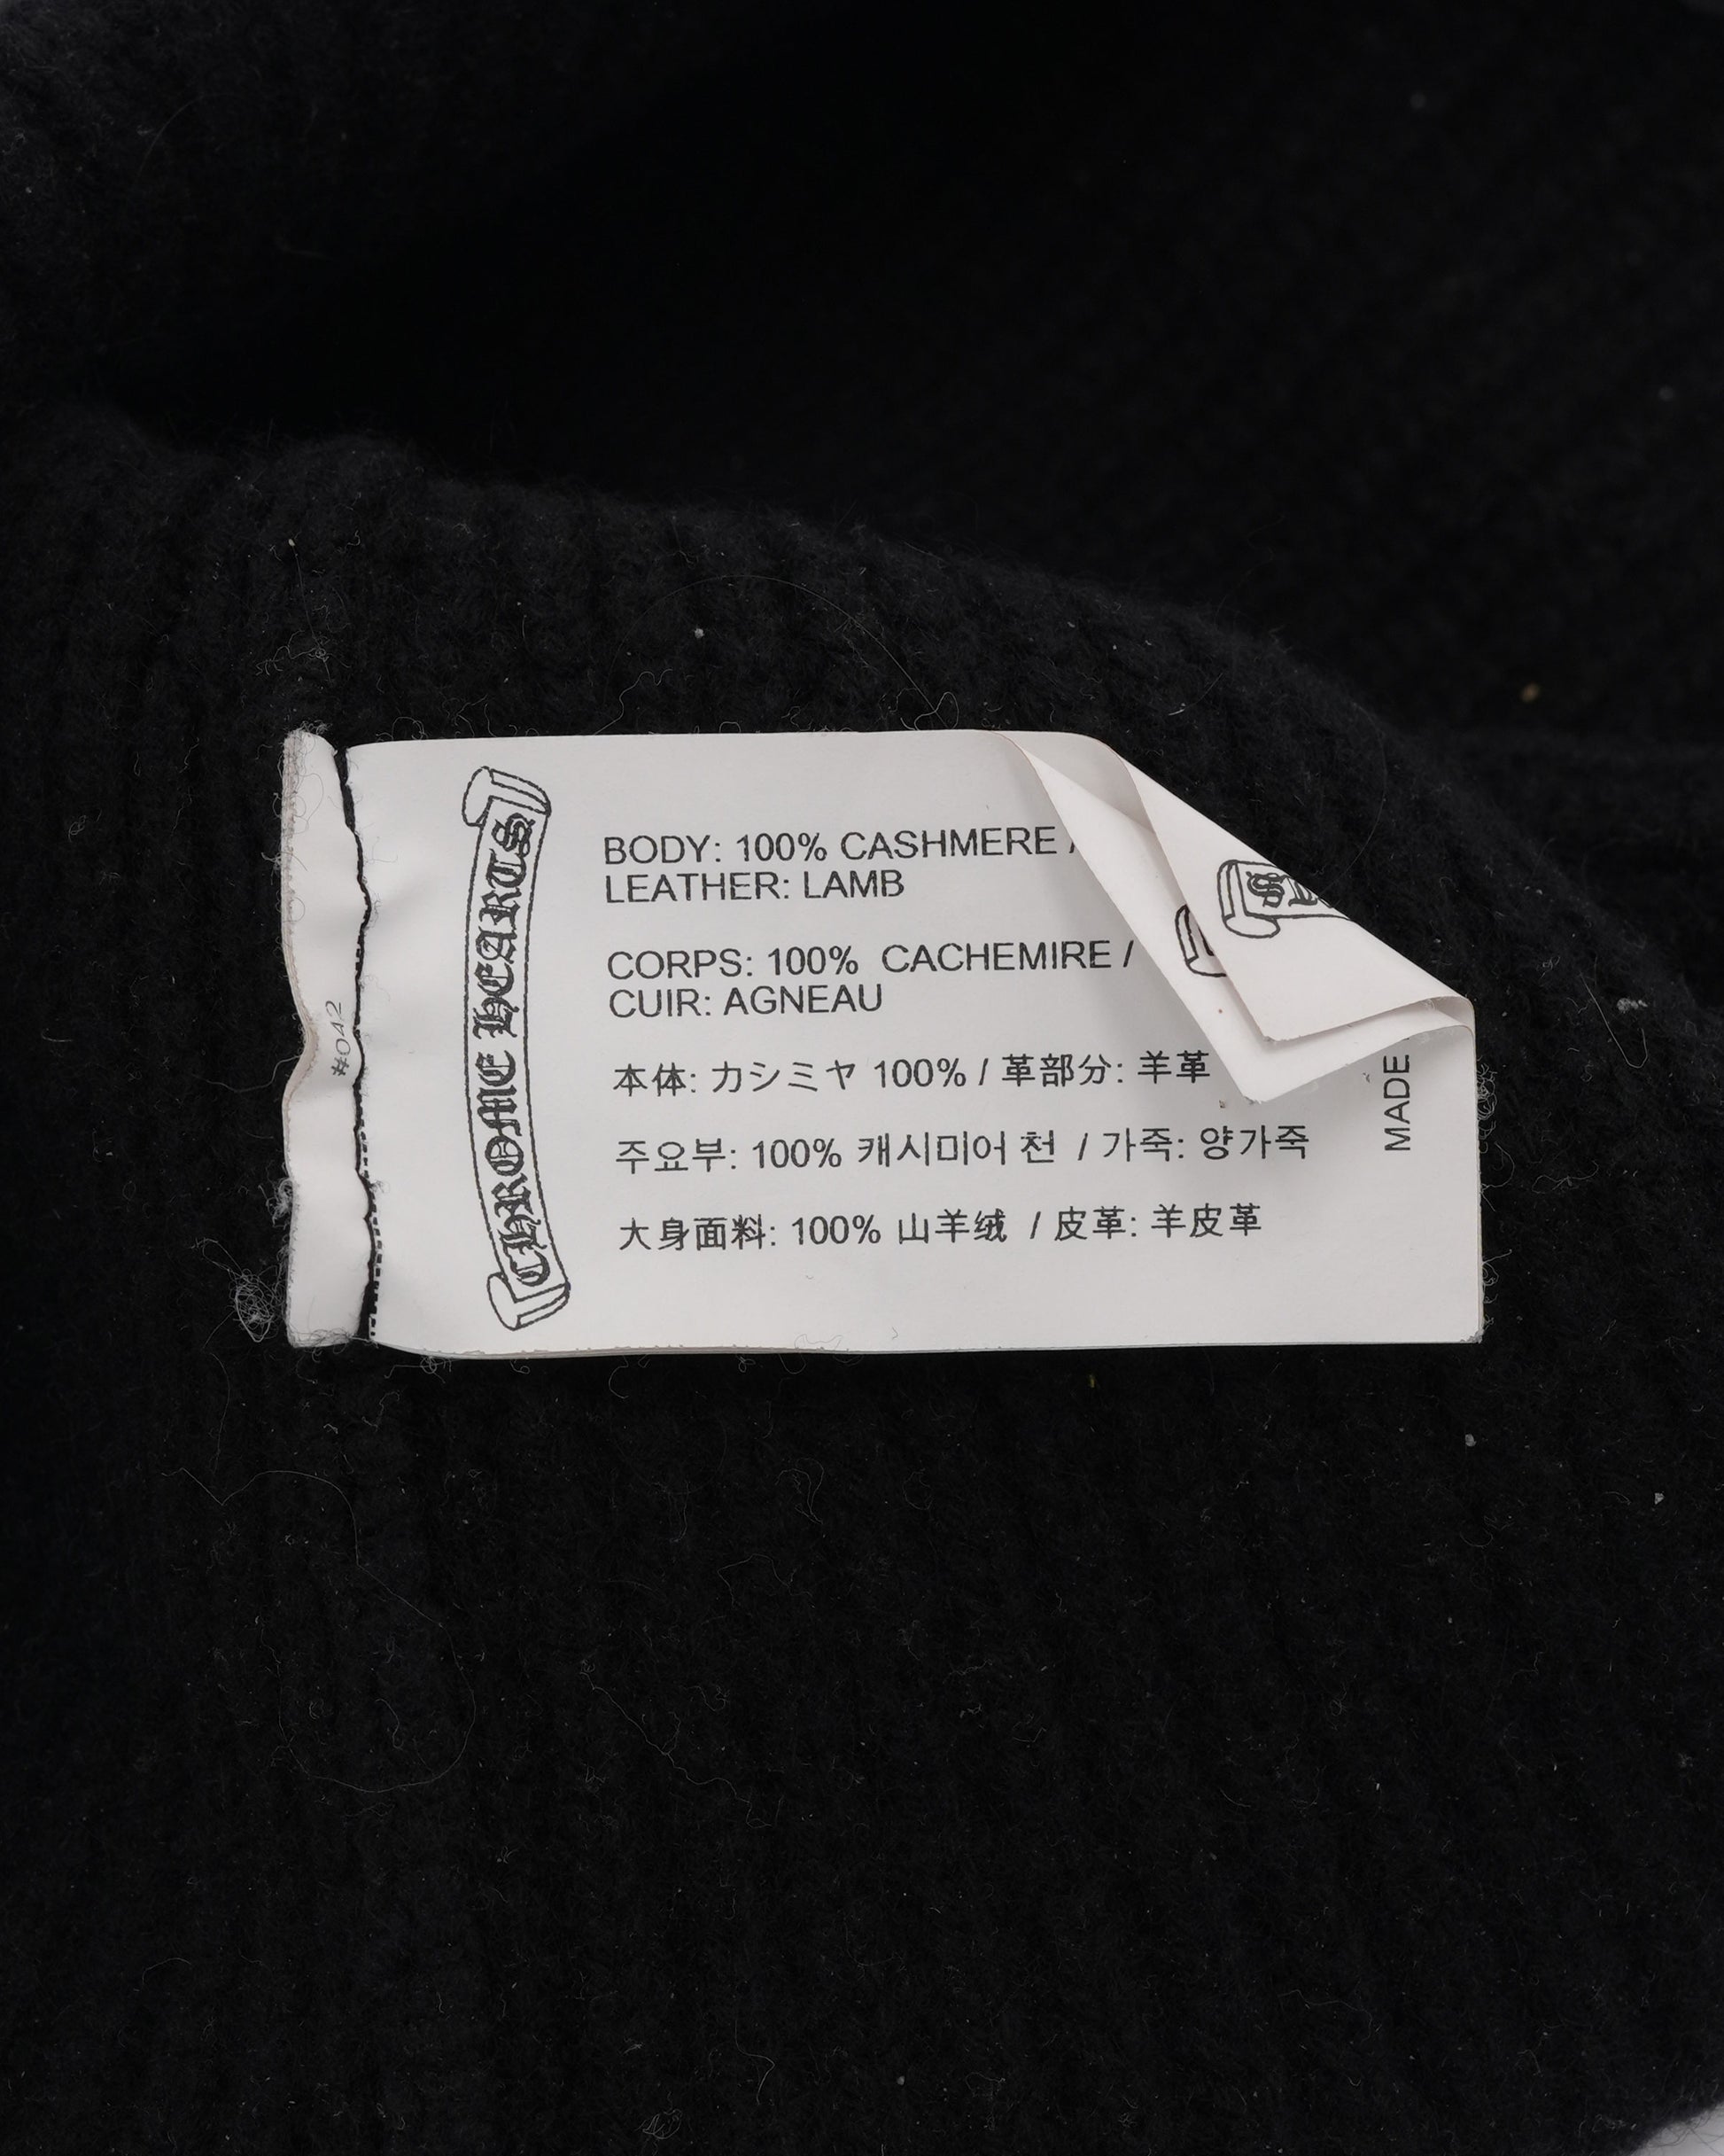 CHROME HEARTS
BODY: 100% CASHMERE /
LEATHER: LAMB
CORPS: 100% CACHEMIRE /
CUIR: AGNEAU
本体: カシミヤ 100% / 革部分: 羊革
주요부: 100% 캐시미어 천 / 가죽: 양가죽
大身面料: 100% 山羊绒 / 皮革: 羊皮革
MADE
#042